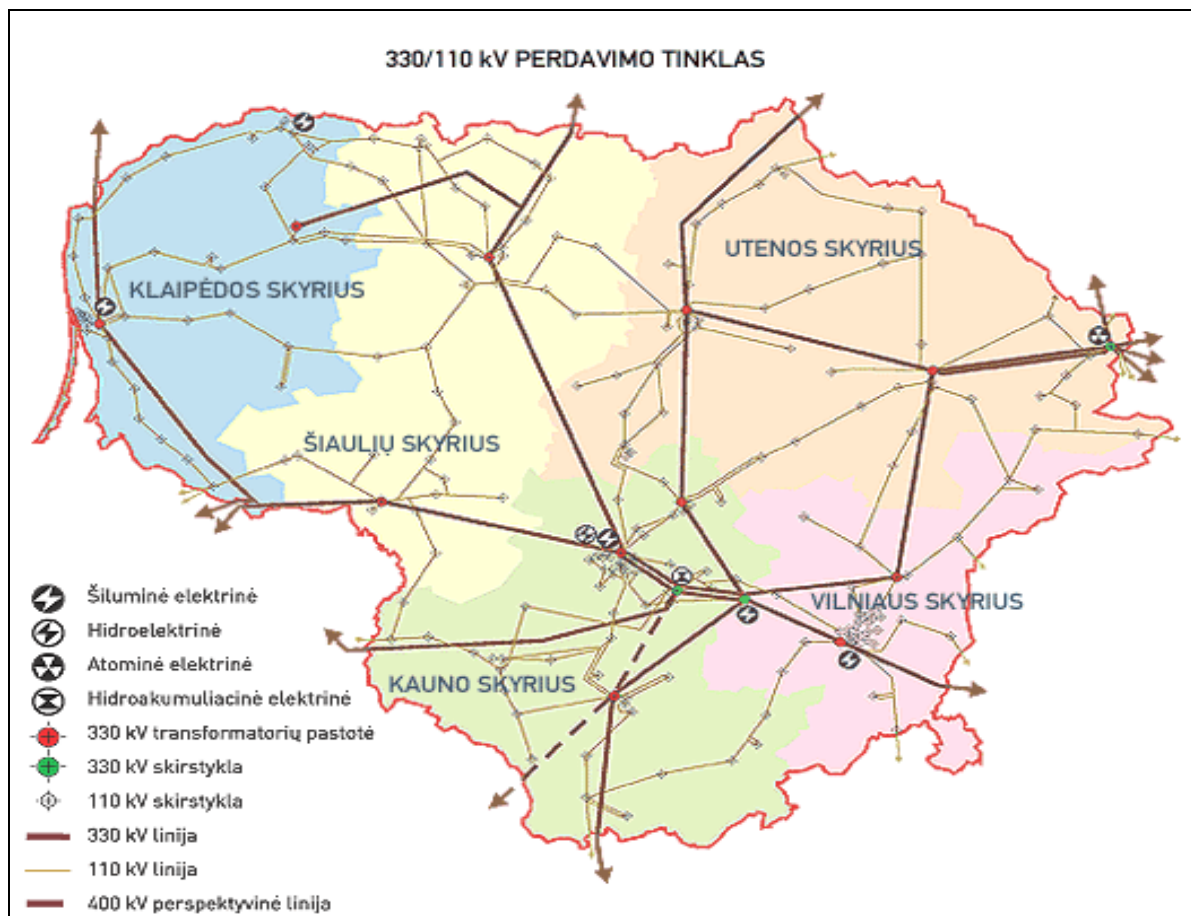 330/110 kV PERDAVIMO TINKLAS
UTENOS SKYRIUS
KLAIPĖDOS SKYRIUS
ŠIAULIŲ SKYRIUS
VILNIAUS SKYRIUS
KAUNO SKYRIUS
Šiluminė elektrinė
Hidroelektrinė
Atominė elektrinė
Hidroakumuliacinė elektrinė
330 kV transformatorių pastotė
330 kV skirstykla
110 kV skirstykla
330 kV linija
110 kV linija
400 kV perspektyvinė linija